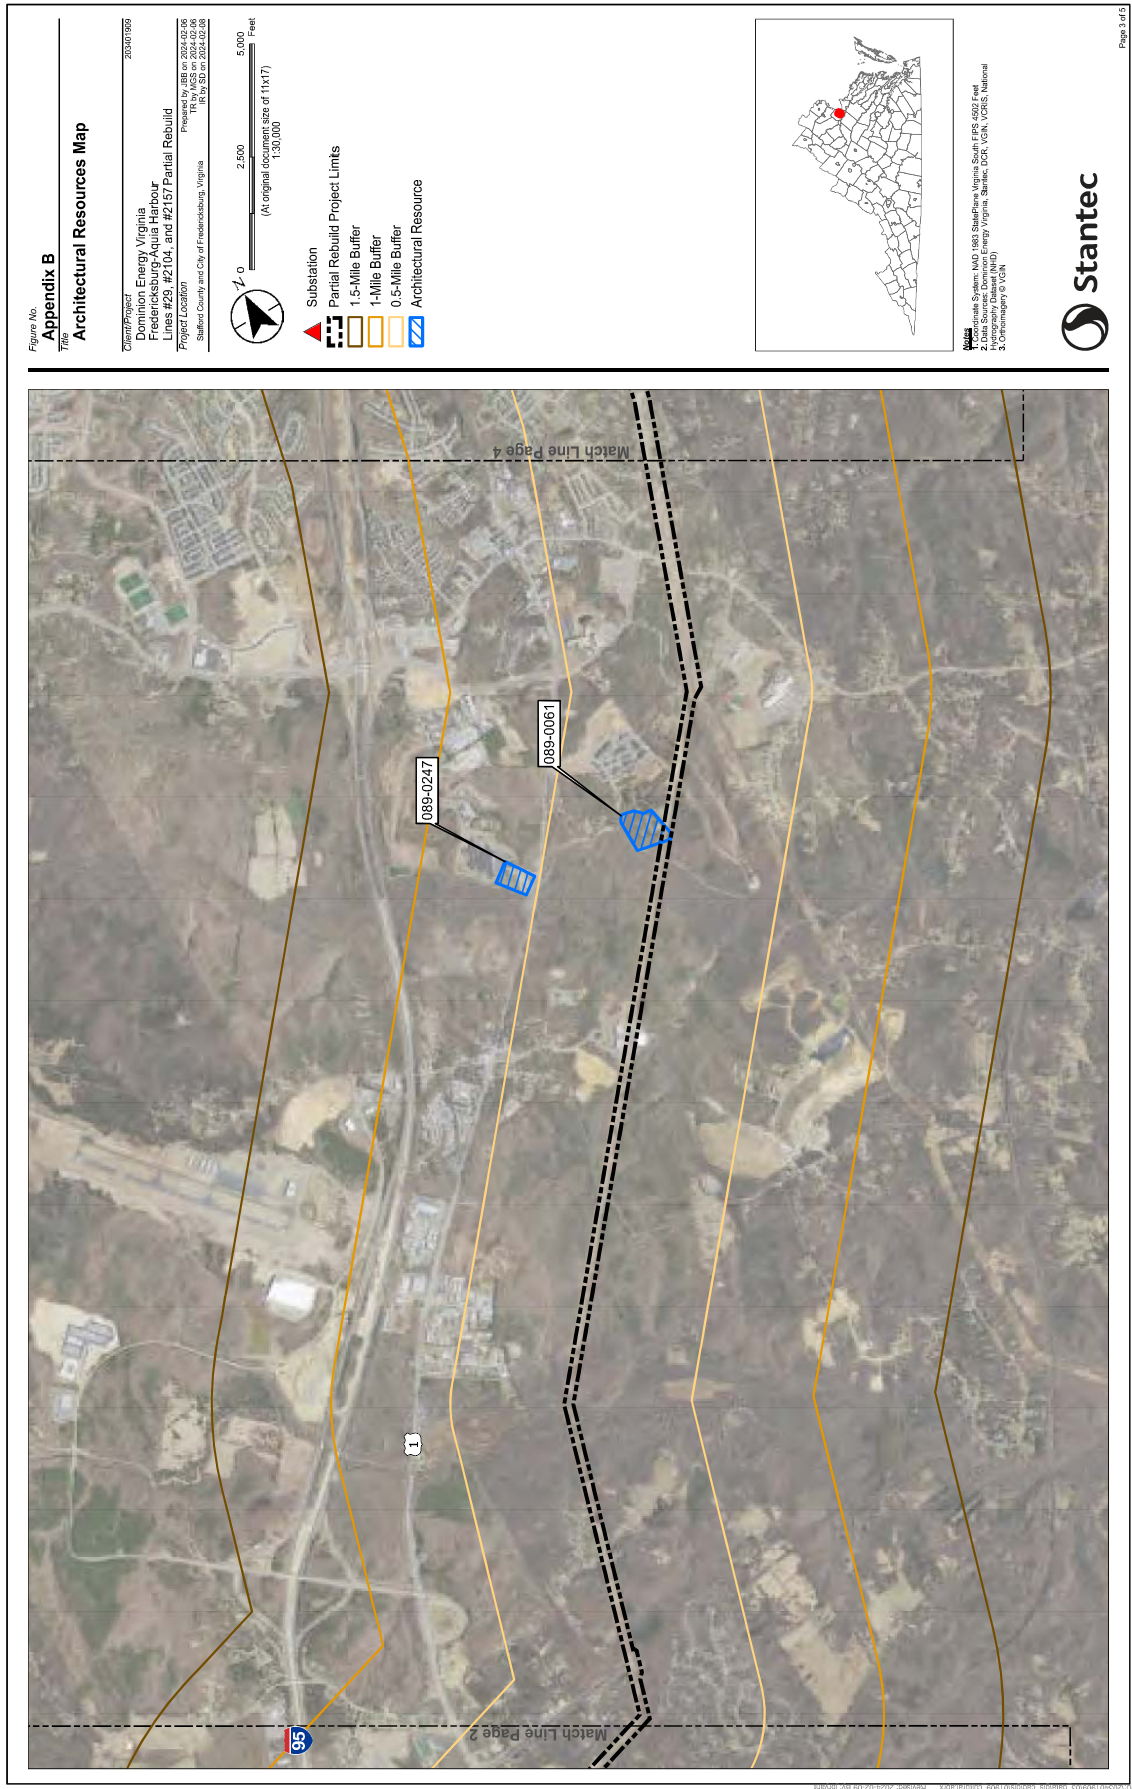 Figure No.
Appendix B
Title
Architectural Resources Map
Client/Project
203401909
Dominion Energy Virginia
Fredericksburg-Aquia Harbour
Lines #29, #2104, and #2157 Partial Rebuild
Project Location
Stafford County and City of Fredericksburg, Virginia
Prepared by JBB on 2024-02-06
TR by MGS on 2024-02-06
IR by SD on 2024-02-08
N
0 2,500 5,000 Feet
(At original document size of 11x17)
1:30,000
Substation
Partial Rebuild Project Limits
1.5-Mile Buffer
1-Mile Buffer
0.5-Mile Buffer
Architectural Resource
Notes
1. Coordinate System: NAD 1983 StatePlane Virginia South FIPS 4502 Feet
2. Data Sources: Dominion Energy Virginia, Stantec, DCR, VGIN, VCRIS, National
Hydrography Dataset (NHD)
3. Orthoimagery © VGIN
Stantec
Page 3 of 5
Match Line Page 4
089-0061
089-0247
1
Match Line Page 2
95